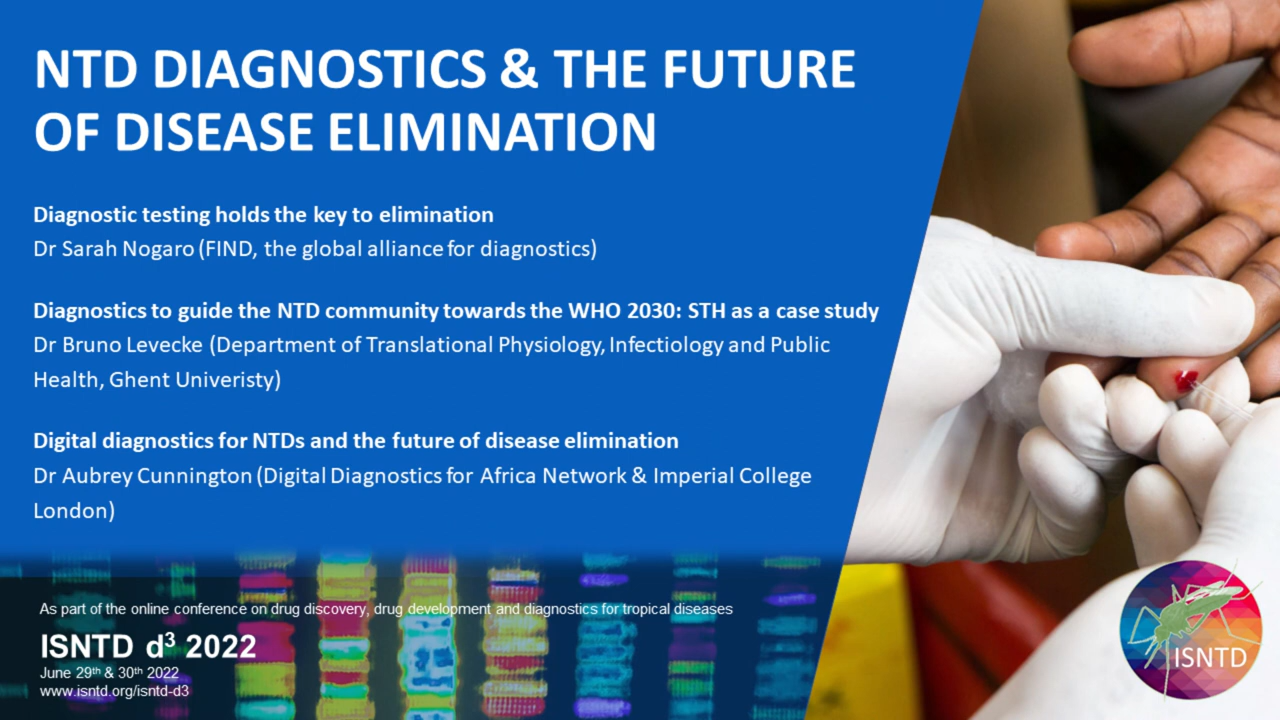 NTD DIAGNOSTICS & THE FUTURE
OF DISEASE ELIMINATION
Diagnostic testing holds the key to elimination
Dr Sarah Nogaro (FIND, the global alliance for diagnostics)
Diagnostics to guide the NTD community towards the WHO 2030: STH as a case study
Dr Bruno Levecke (Department of Translational Physiology, Infectiology and Public
Health, Ghent Univeristy)
Digital diagnostics for NTDs and the future of disease elimination
Dr Aubrey Cunnington (Digital Diagnostics for Africa Network & Imperial College
London)
As part of the online conference on drug discovery, drug development and diagnostics for tropical diseases
ISNTD d³ 2022
June 29th & 30th 2022
www.isntd.org/isntd-d3
ISNTD